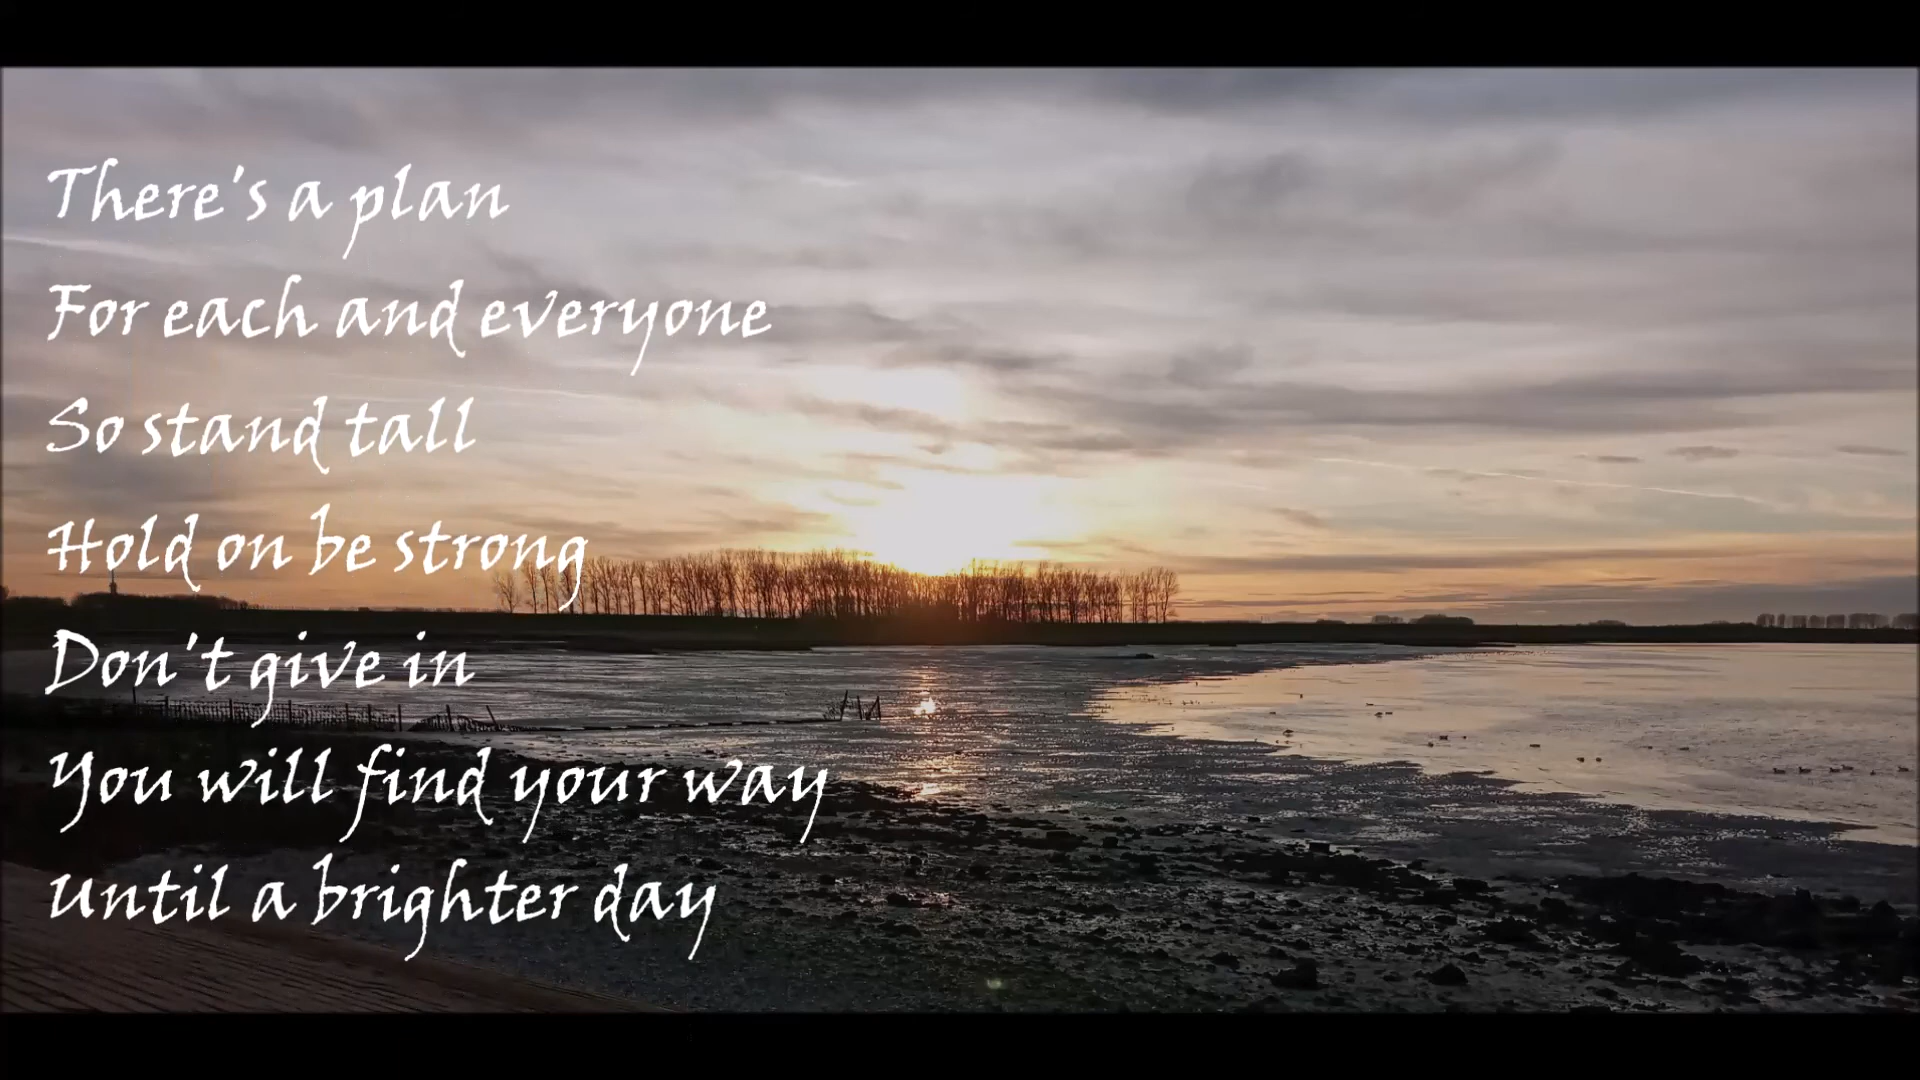 There's a plan
For each and everyone
So stand tall
Hold on be strong
Don't give in
You will find your way
Until a brighter day